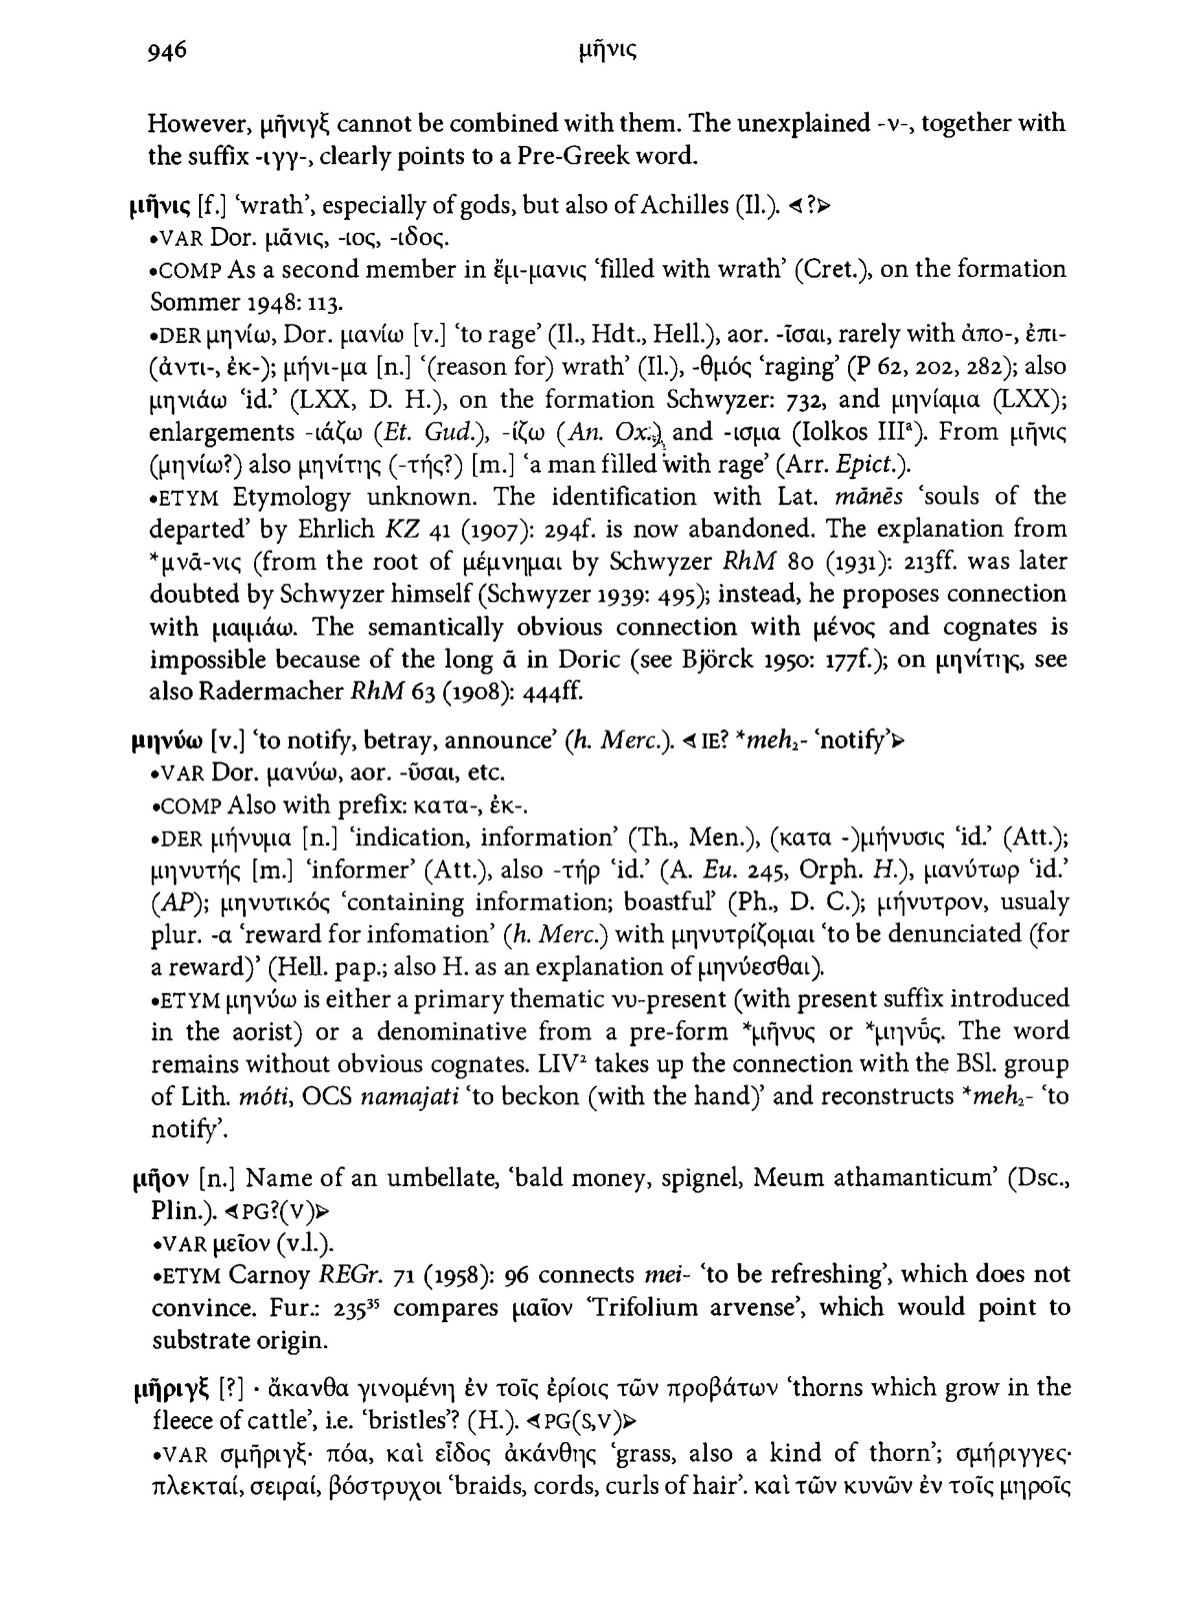 946 μῆνις
However, μῆνιγξ cannot be combined with them. The unexplained -ν-, together with
the suffix -ιγγ-, clearly points to a Pre-Greek word.
μῆνις [f.] ‘wrath’, especially of gods, but also of Achilles (Il.). ⊲?⊳
•VAR Dor. μᾶνις, -ιος, -ιδος.
•COMP As a second member in ἔμ-μανις ‘filled with wrath’ (Cret.), on the formation
Sommer 1948: 113.
•DER μηνίω, Dor. μανίω [v.] ‘to rage’ (Il., Hdt., Hell.), aor. -ῖσαι, rarely with ἀπο-, ἐπι-
(ἀντι-, ἐκ-); μήνι-μα [n.] ‘(reason for) wrath’ (Il.), -θμός ‘raging’ (P 62, 202, 282); also
μηνιάω ‘id.’ (LXX, D. H.), on the formation Schwyzer: 732, and μηνίαμα (LXX);
enlargements -ιάζω (Et. Gud.), -ίζω (An. Ox.), and -ισμα (Iolkos IIIᵃ). From μῆνις
(μηνίω?) also μηνίτης (-τής?) [m.] ‘a man filled with rage’ (Arr. Epict.).
•ETYM Etymology unknown. The identification with Lat. mānēs ‘souls of the
departed’ by Ehrlich KZ 41 (1907): 294f. is now abandoned. The explanation from
*μνᾶ-νις (from the root of μέμνημαι by Schwyzer RhM 80 (1931): 213ff. was later
doubted by Schwyzer himself (Schwyzer 1939: 495); instead, he proposes connection
with μαιμάω. The semantically obvious connection with μένος and cognates is
impossible because of the long ᾱ in Doric (see Björck 1950: 177f.); on μηνίτης, see
also Radermacher RhM 63 (1908): 444ff.
μηνύω [v.] ‘to notify, betray, announce’ (h. Merc.). ⊲IE? *meh₂- ‘notify’⊳
•VAR Dor. μανύω, aor. -ῦσαι, etc.
•COMP Also with prefix: κατα-, ἐκ-.
•DER μήνυμα [n.] ‘indication, information’ (Th., Men.), (κατα -)μήνυσις ‘id.’ (Att.);
μηνυτής [m.] ‘informer’ (Att.), also -τήρ ‘id.’ (A. Eu. 245, Orph. H.), μανύτωρ ‘id.’
(AP); μηνυτικός ‘containing information; boastful’ (Ph., D. C.); μήνυτρον, usualy
plur. -α ‘reward for infomation’ (h. Merc.) with μηνυτρίζομαι ‘to be denunciated (for
a reward)’ (Hell. pap.; also H. as an explanation of μηνύεσθαι).
•ETYM μηνύω is either a primary thematic νυ-present (with present suffix introduced
in the aorist) or a denominative from a pre-form *μῆνυς or *μηνῡ́ς. The word
remains without obvious cognates. LIV² takes up the connection with the BSl. group
of Lith. móti, OCS namajati ‘to beckon (with the hand)’ and reconstructs *meh₂- ‘to
notify’.
μῆον [n.] Name of an umbellate, ‘bald money, spignel, Meum athamanticum’ (Dsc.,
Plin.). ⊲PG?(V)⊳
•VAR μεῖον (v.l.).
•ETYM Carnoy REGr. 71 (1958): 96 connects mei- ‘to be refreshing’, which does not
convince. Fur.: 235³⁵ compares μαῖον ‘Trifolium arvense’, which would point to
substrate origin.
μῆριγξ [?] · ἄκανθα γινομένη ἐν τοῖς ἐρίοις τῶν προβάτων ‘thorns which grow in the
fleece of cattle’, i.e. ‘bristles’? (H.). ⊲PG(S,V)⊳
•VAR σμῆριγξ· πόα, καὶ εἶδος ἀκάνθης ‘grass, also a kind of thorn’; σμήριγγες·
πλεκταί, σειραί, βόστρυχοι ‘braids, cords, curls of hair’. καὶ τῶν κυνῶν ἐν τοῖς μηροῖς